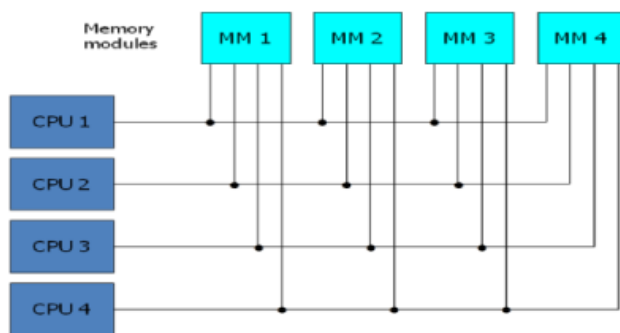 Memory
modules
MM 1
MM 2
MM 3
MM 4
CPU 1
CPU 2
CPU 3
CPU 4